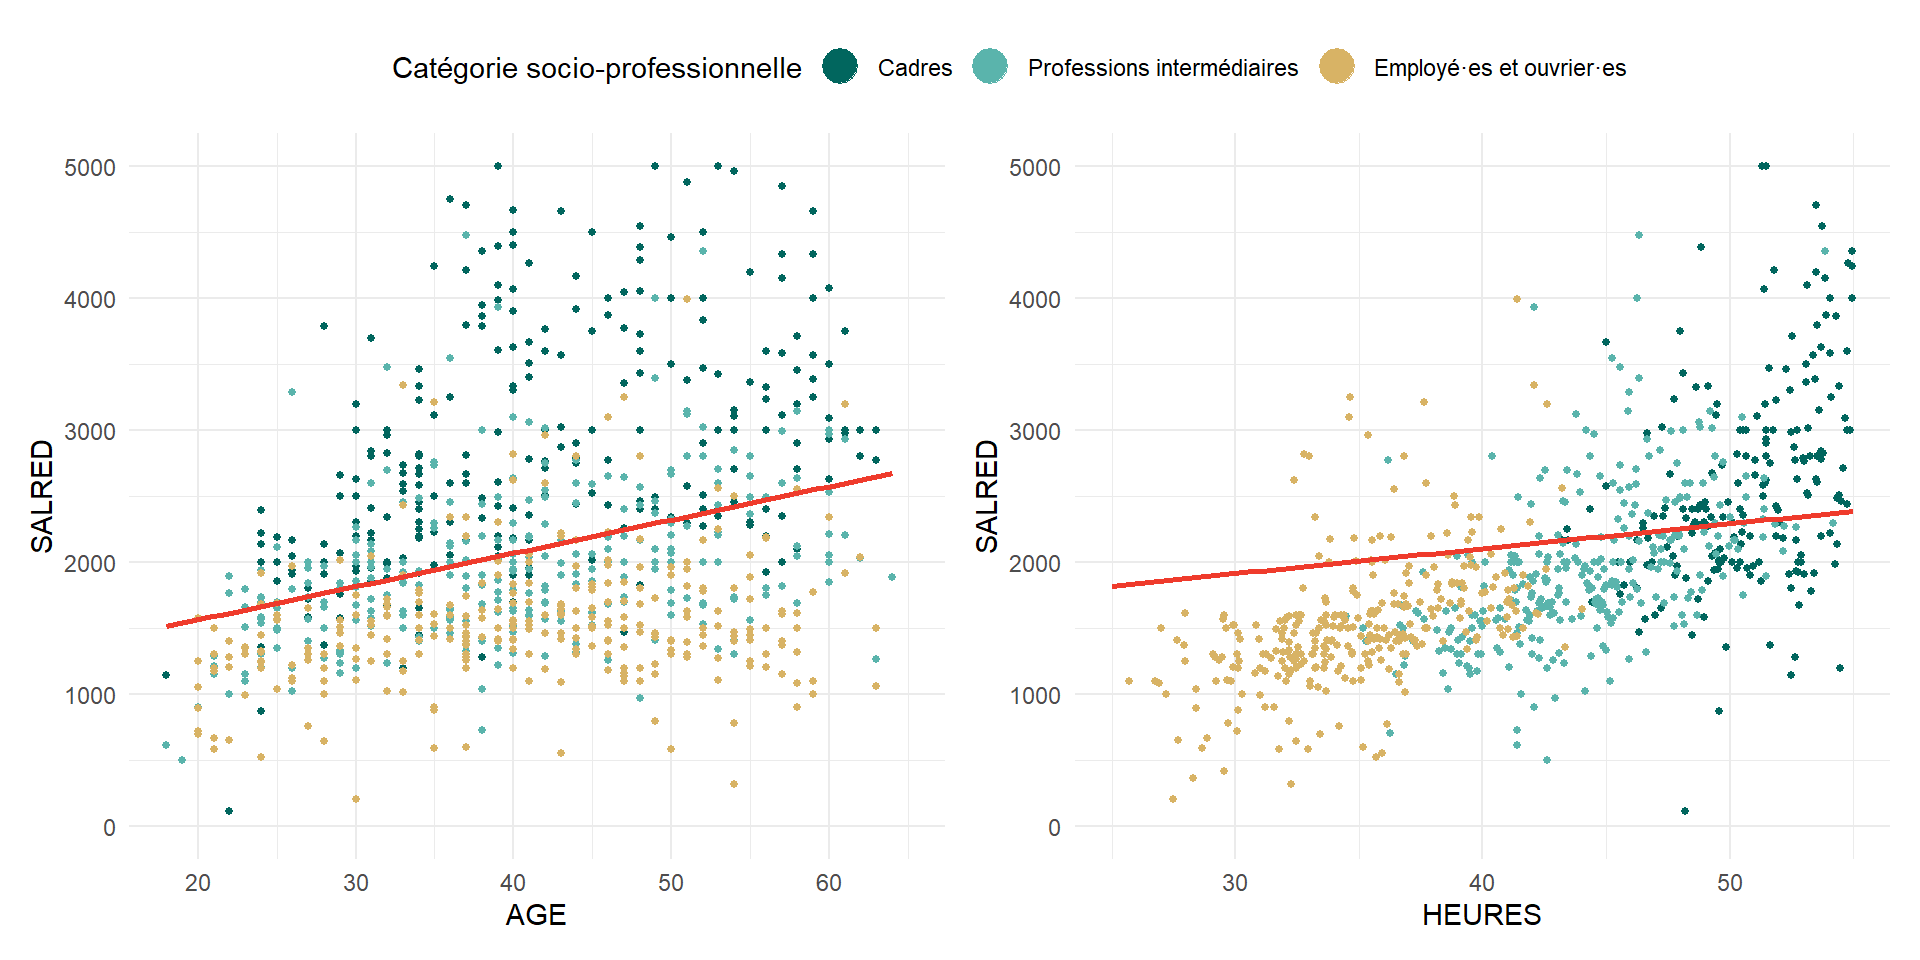 Catégorie socio-professionnelle Cadres Professions intermédiaires Employé·es et ouvrier·es
5000
4000
3000
2000
1000
0
SALRED
20 30 40 50 60
AGE
5000
4000
3000
2000
1000
0
SALRED
30 40 50
HEURES